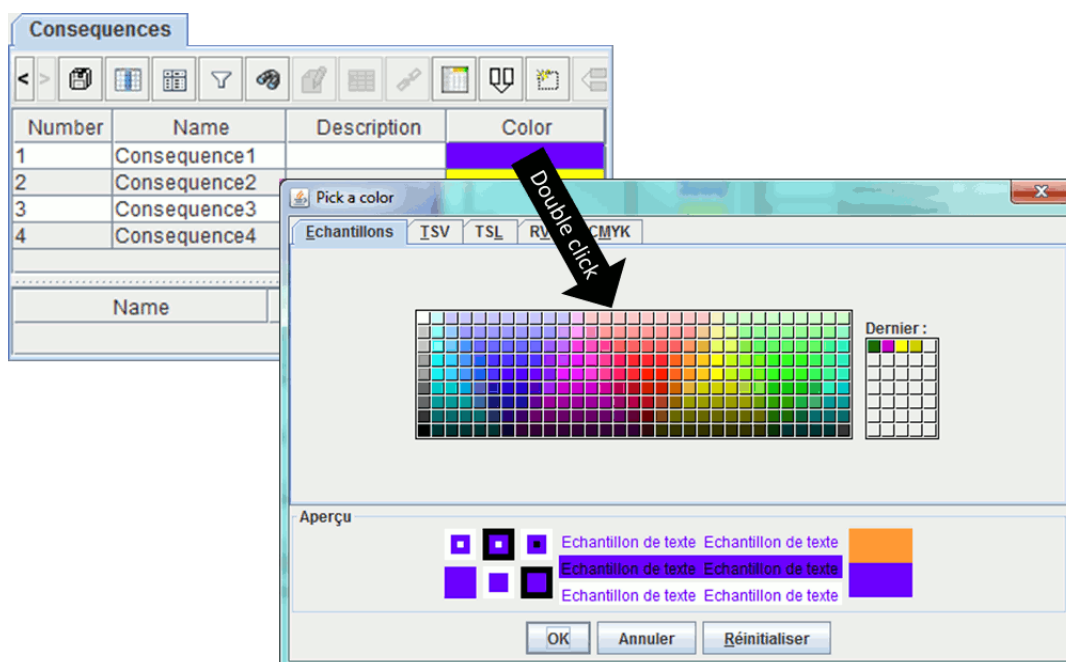 Consequences
< >
Number Name Description Color
1 Consequence1
2 Consequence2
3 Consequence3
4 Consequence4
Name
Double click
Pick a color
Echantillons TSV TSL RV CMYK
Dernier :
Aperçu
Echantillon de texte Echantillon de texte
Echantillon de texte Echantillon de texte
Echantillon de texte Echantillon de texte
OK Annuler Réinitialiser